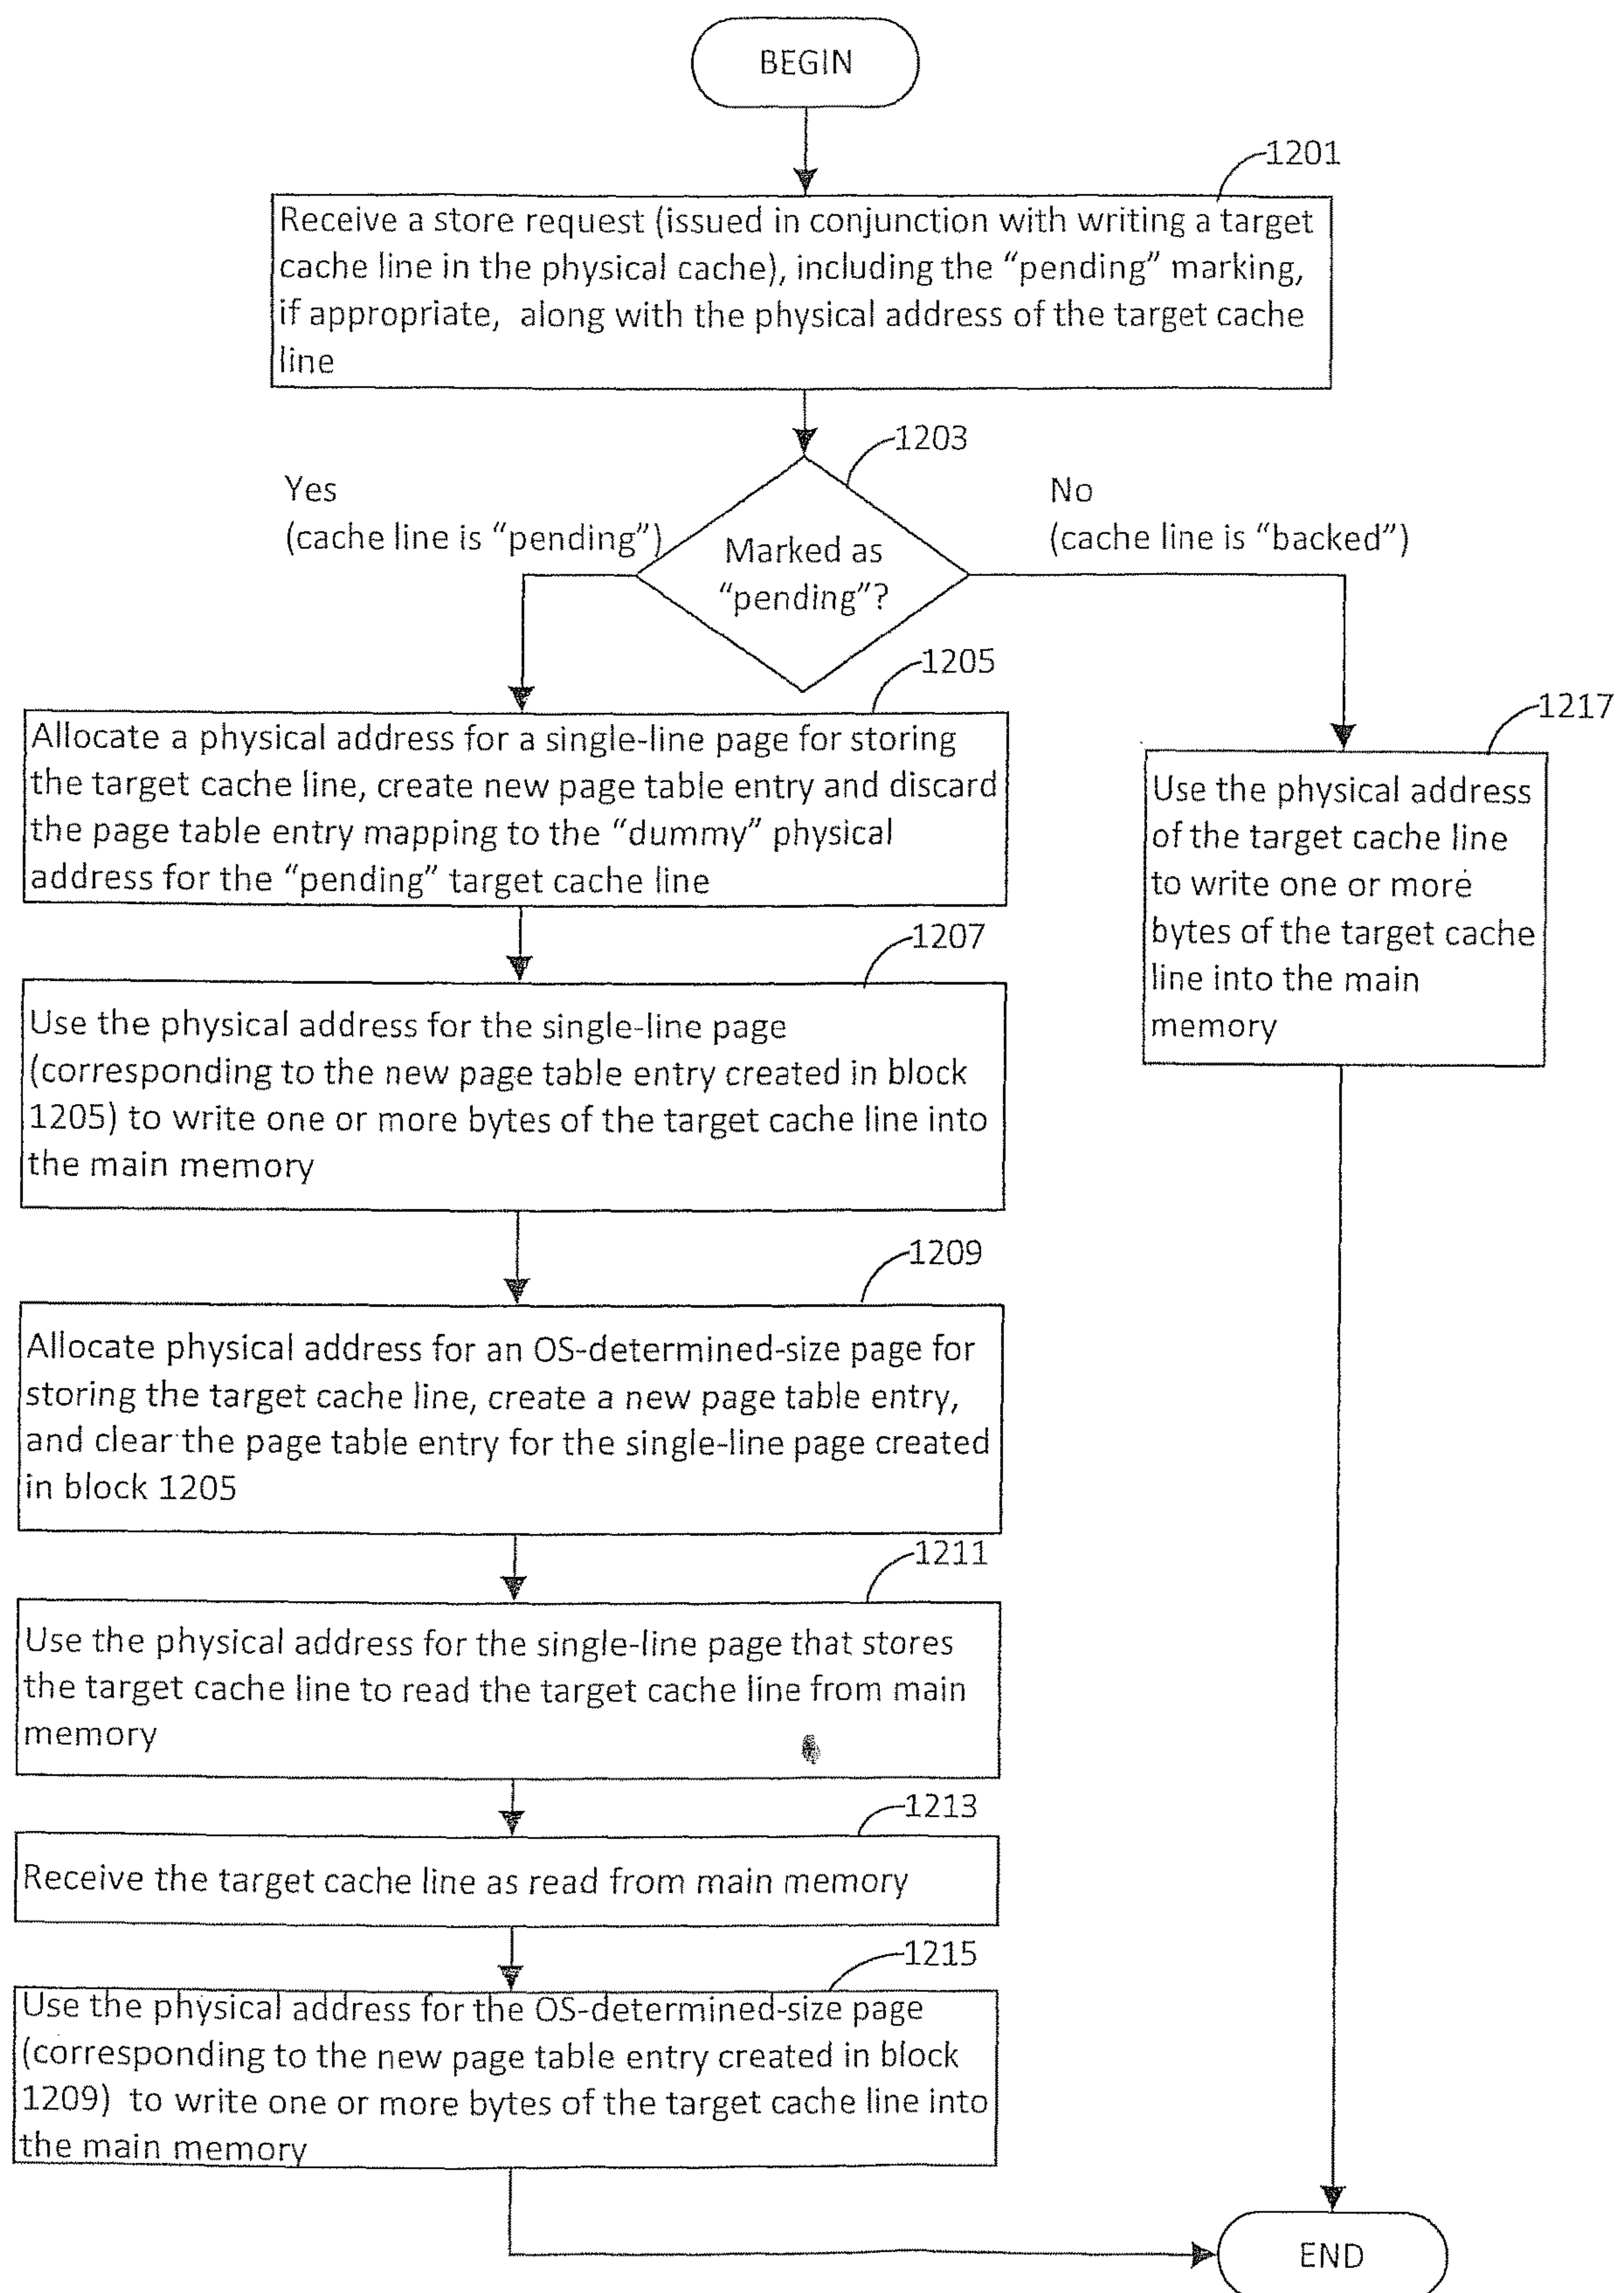 BEGIN
1201
Receive a store request (issued in conjunction with writing a target
cache line in the physical cache), including the “pending” marking,
if appropriate, along with the physical address of the target cache
line
1203
Yes
(cache line is “pending”)
No
(cache line is “backed”)
Marked as
“pending”?
1205
Allocate a physical address for a single-line page for storing
the target cache line, create new page table entry and discard
the page table entry mapping to the “dummy” physical
address for the “pending” target cache line
1217
Use the physical address
of the target cache line
to write one or more
bytes of the target cache
line into the main
memory
1207
Use the physical address for the single-line page
(corresponding to the new page table entry created in block
1205) to write one or more bytes of the target cache line into
the main memory
1209
Allocate physical address for an OS-determined-size page for
storing the target cache line, create a new page table entry,
and clear the page table entry for the single-line page created
in block 1205
1211
Use the physical address for the single-line page that stores
the target cache line to read the target cache line from main
memory
1213
Receive the target cache line as read from main memory
1215
Use the physical address for the OS-determined-size page
(corresponding to the new page table entry created in block
1209) to write one or more bytes of the target cache line into
the main memory
END